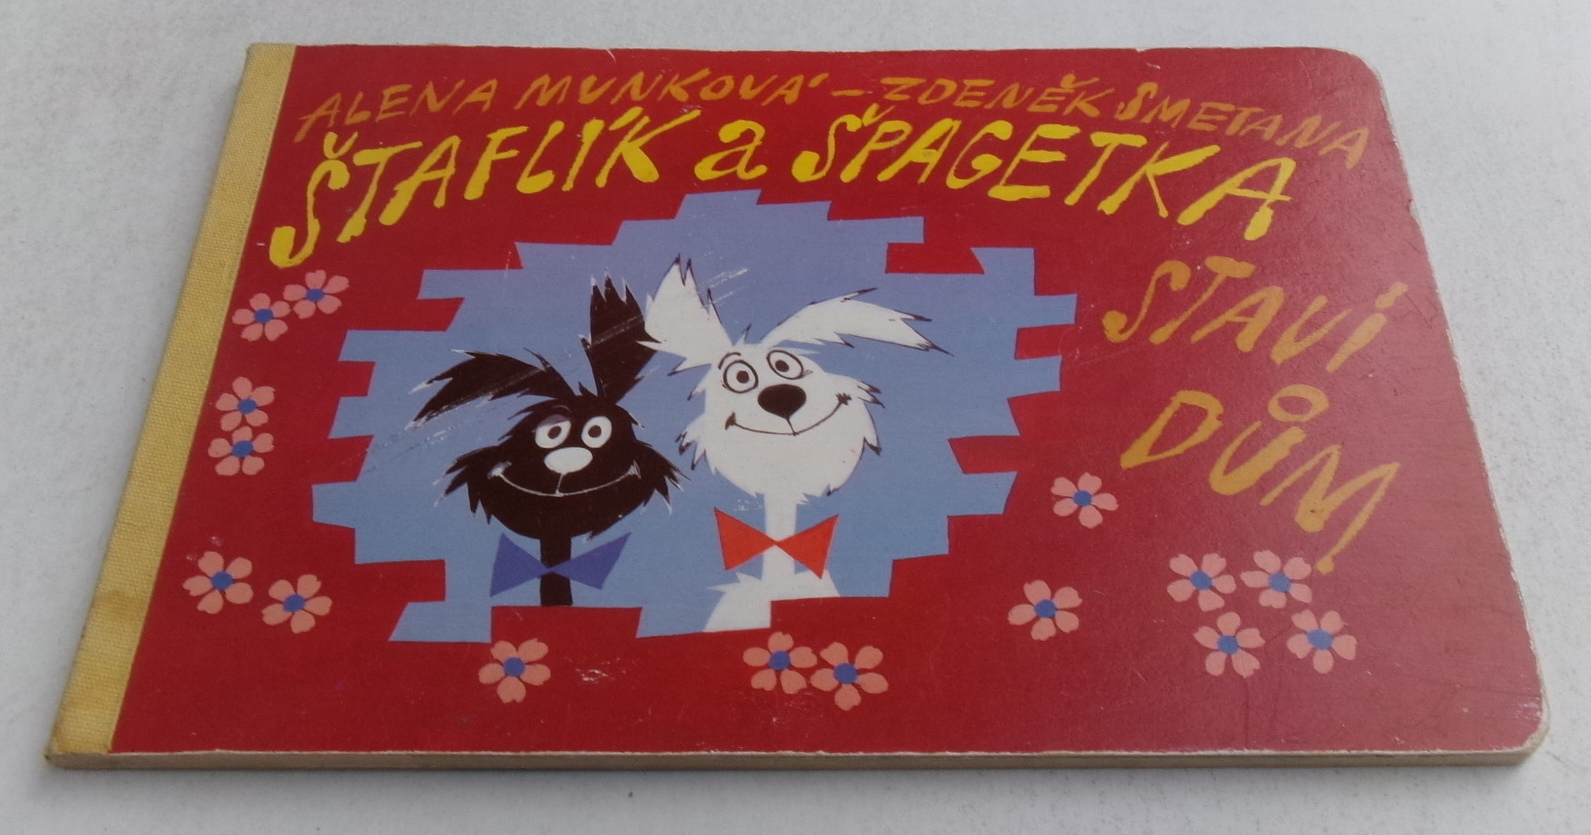 ALENA MUNKOVÁ – ZDENĚK SMETANA
ŠTAFLÍK a ŠPAGETKA
STAVÍ
DŮM